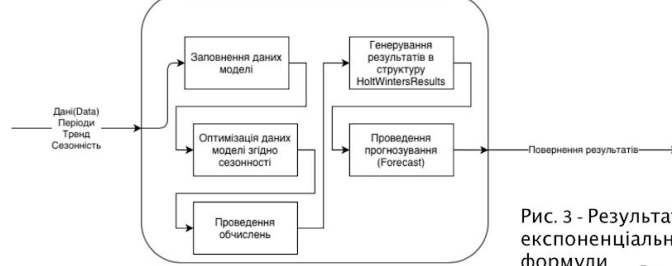 Дані(Data)
Періоди
Тренд
Сезонність
Заповнення даних
моделі
Оптимізація даних
моделі згідно
сезонності
Проведення
обчислень
Генерування
результатів в
структуру
HoltWintersResults
Проведення
прогнозування
(Forecast)
Повернення результатів
Рис. 3 - Результа
експоненціальн
формули